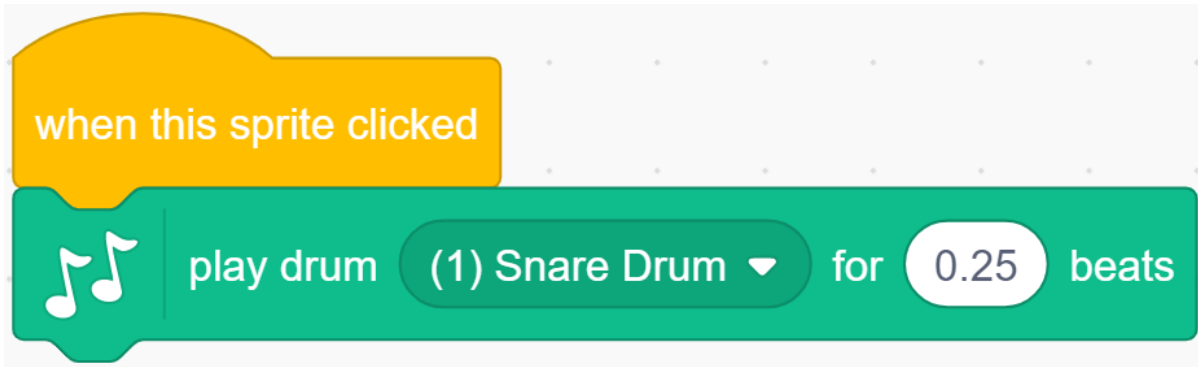 when this sprite clicked
play drum (1) Snare Drum for 0.25 beats